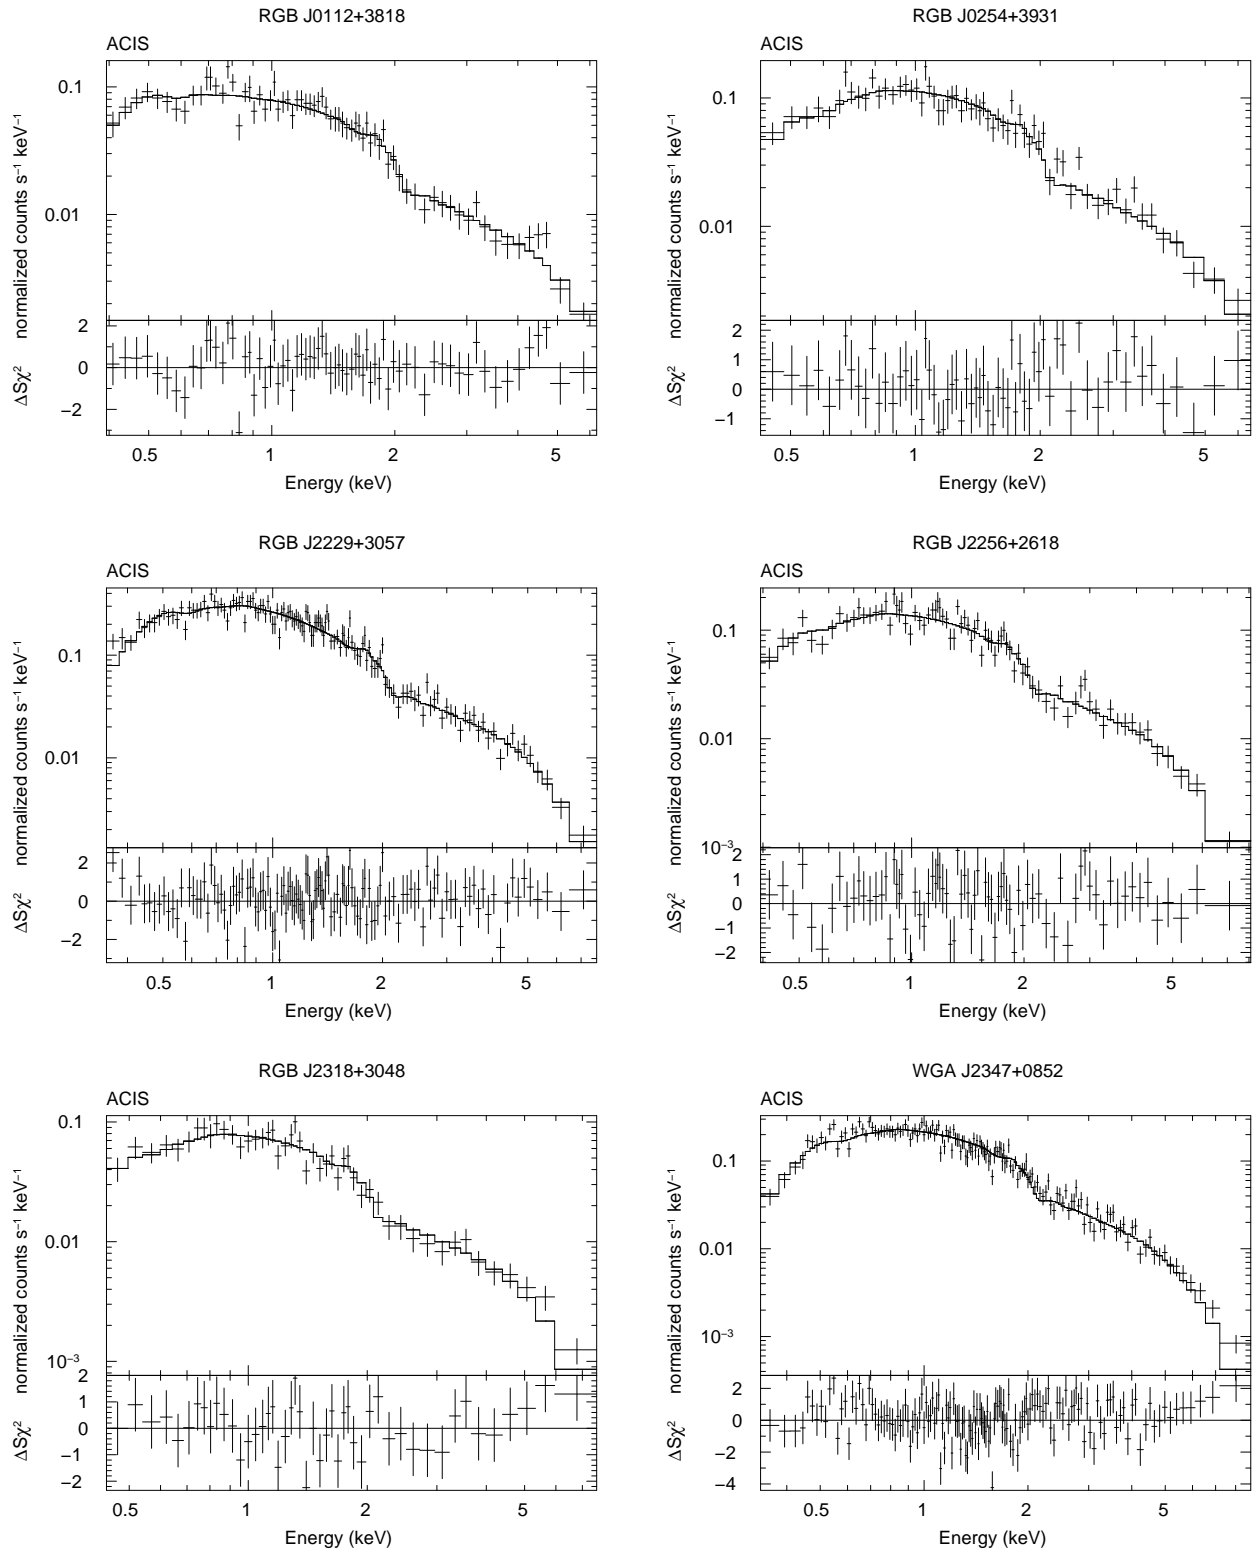 RGB J0112+3818
ACIS
normalized counts s⁻¹ keV⁻¹
0.1
0.01
ΔSχ²
2
0
−2
0.5 1 2 5
Energy (keV)
RGB J0254+3931
ACIS
normalized counts s⁻¹ keV⁻¹
0.1
0.01
ΔSχ²
2
1
0
−1
0.5 1 2 5
Energy (keV)
RGB J2229+3057
ACIS
normalized counts s⁻¹ keV⁻¹
0.1
0.01
ΔSχ²
2
0
−2
0.5 1 2 5
Energy (keV)
RGB J2256+2618
ACIS
normalized counts s⁻¹ keV⁻¹
0.1
0.01
10⁻³
ΔSχ²
2
1
0
−1
−2
0.5 1 2 5
Energy (keV)
RGB J2318+3048
ACIS
normalized counts s⁻¹ keV⁻¹
0.1
0.01
10⁻³
ΔSχ²
2
1
0
−1
−2
0.5 1 2 5
Energy (keV)
WGA J2347+0852
ACIS
normalized counts s⁻¹ keV⁻¹
0.1
0.01
10⁻³
ΔSχ²
2
0
−2
−4
0.5 1 2 5
Energy (keV)